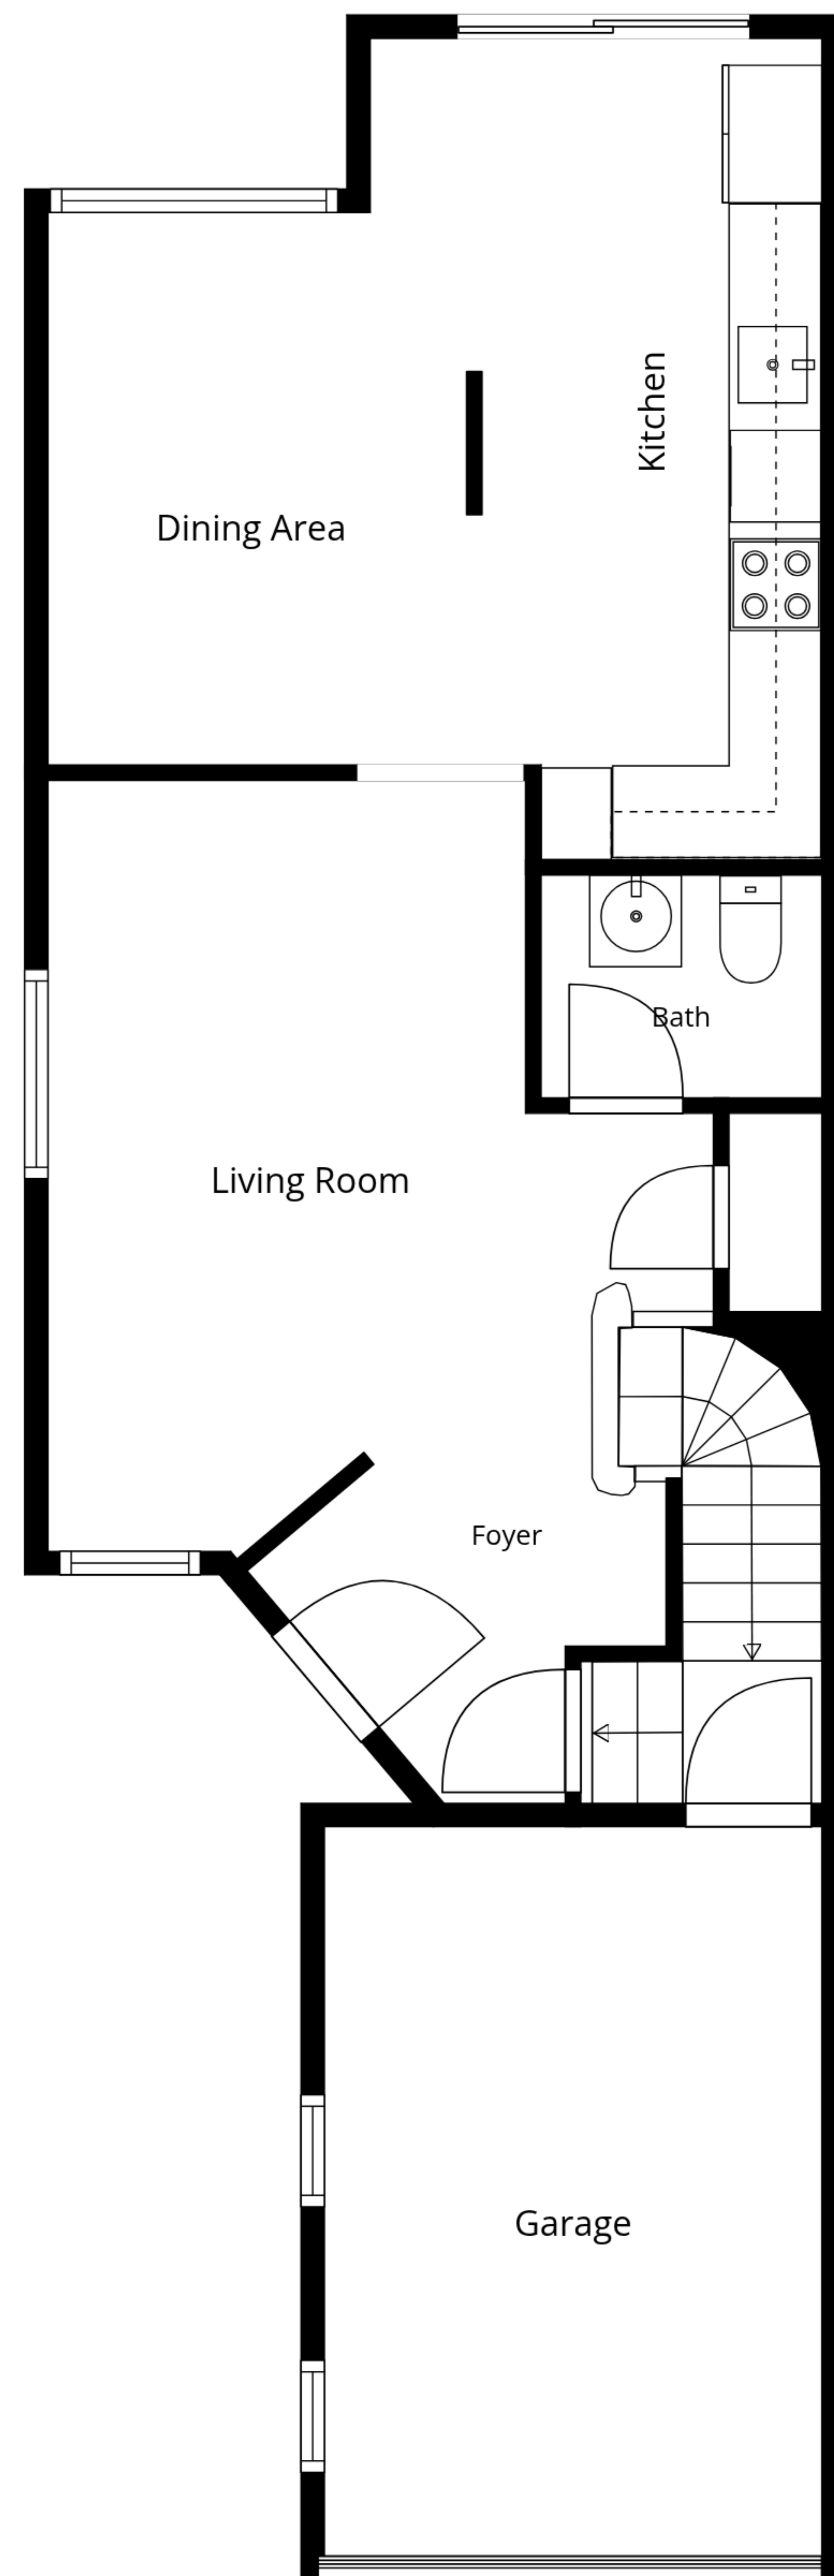 Kitchen
Dining Area
Bath
Living Room
Foyer
Garage